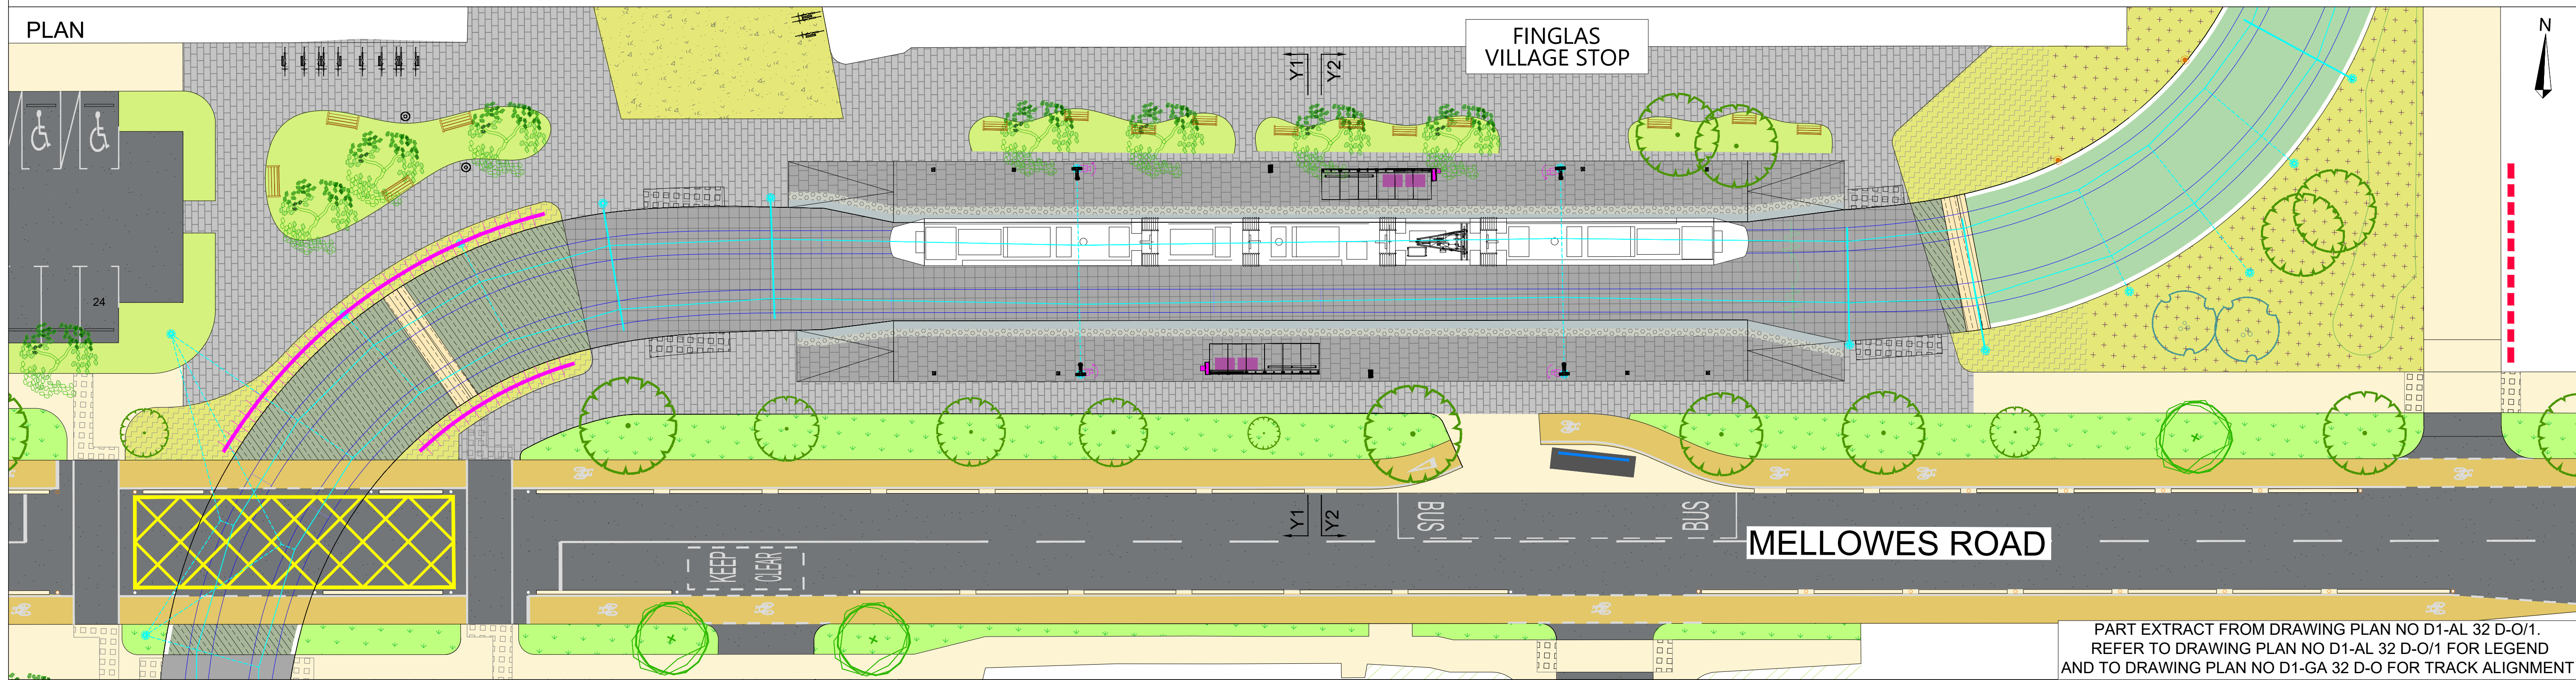 PLAN
FINGLAS
VILLAGE STOP
N
Y1
Y2
24
Y1
Y2
BUS
BUS
KEEP
CLEAR
MELLOWES ROAD
PART EXTRACT FROM DRAWING PLAN NO D1-AL 32 D-O/1.
REFER TO DRAWING PLAN NO D1-AL 32 D-O/1 FOR LEGEND
AND TO DRAWING PLAN NO D1-GA 32 D-O FOR TRACK ALIGNMENT